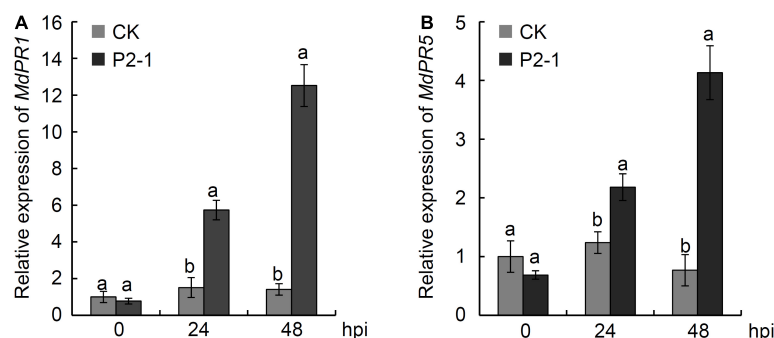 A
Relative expression of MdPR1
16
14
12
10
8
6
4
2
0
CK
P2-1
a
a
b
a
b
a
0
24
48
hpi
B
Relative expression of MdPR5
5
4
3
2
1
0
CK
P2-1
a
a
b
a
b
a
0
24
48
hpi